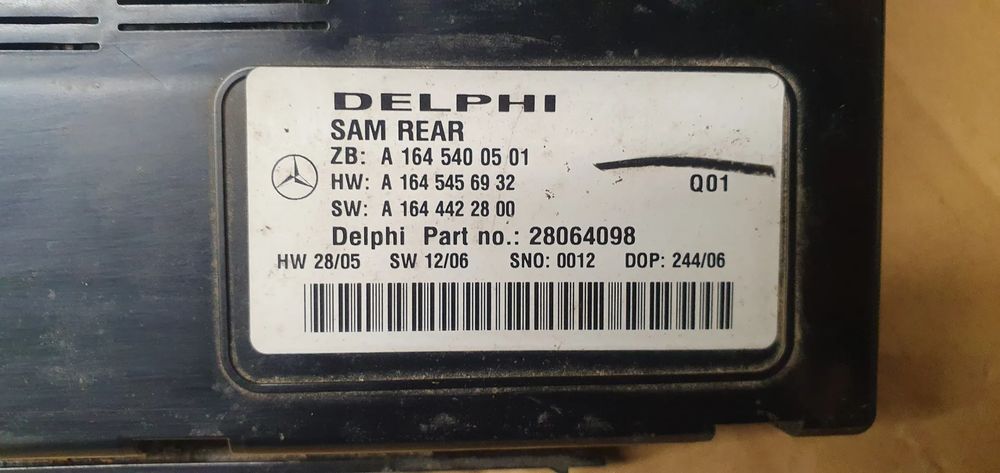 DELPHI
SAM REAR
ZB: A 164 540 05 01
HW: A 164 545 69 32
Q01
SW: A 164 442 28 00
Delphi Part no.: 28064098
HW 28/05 SW 12/06 SNO: 0012 DOP: 244/06